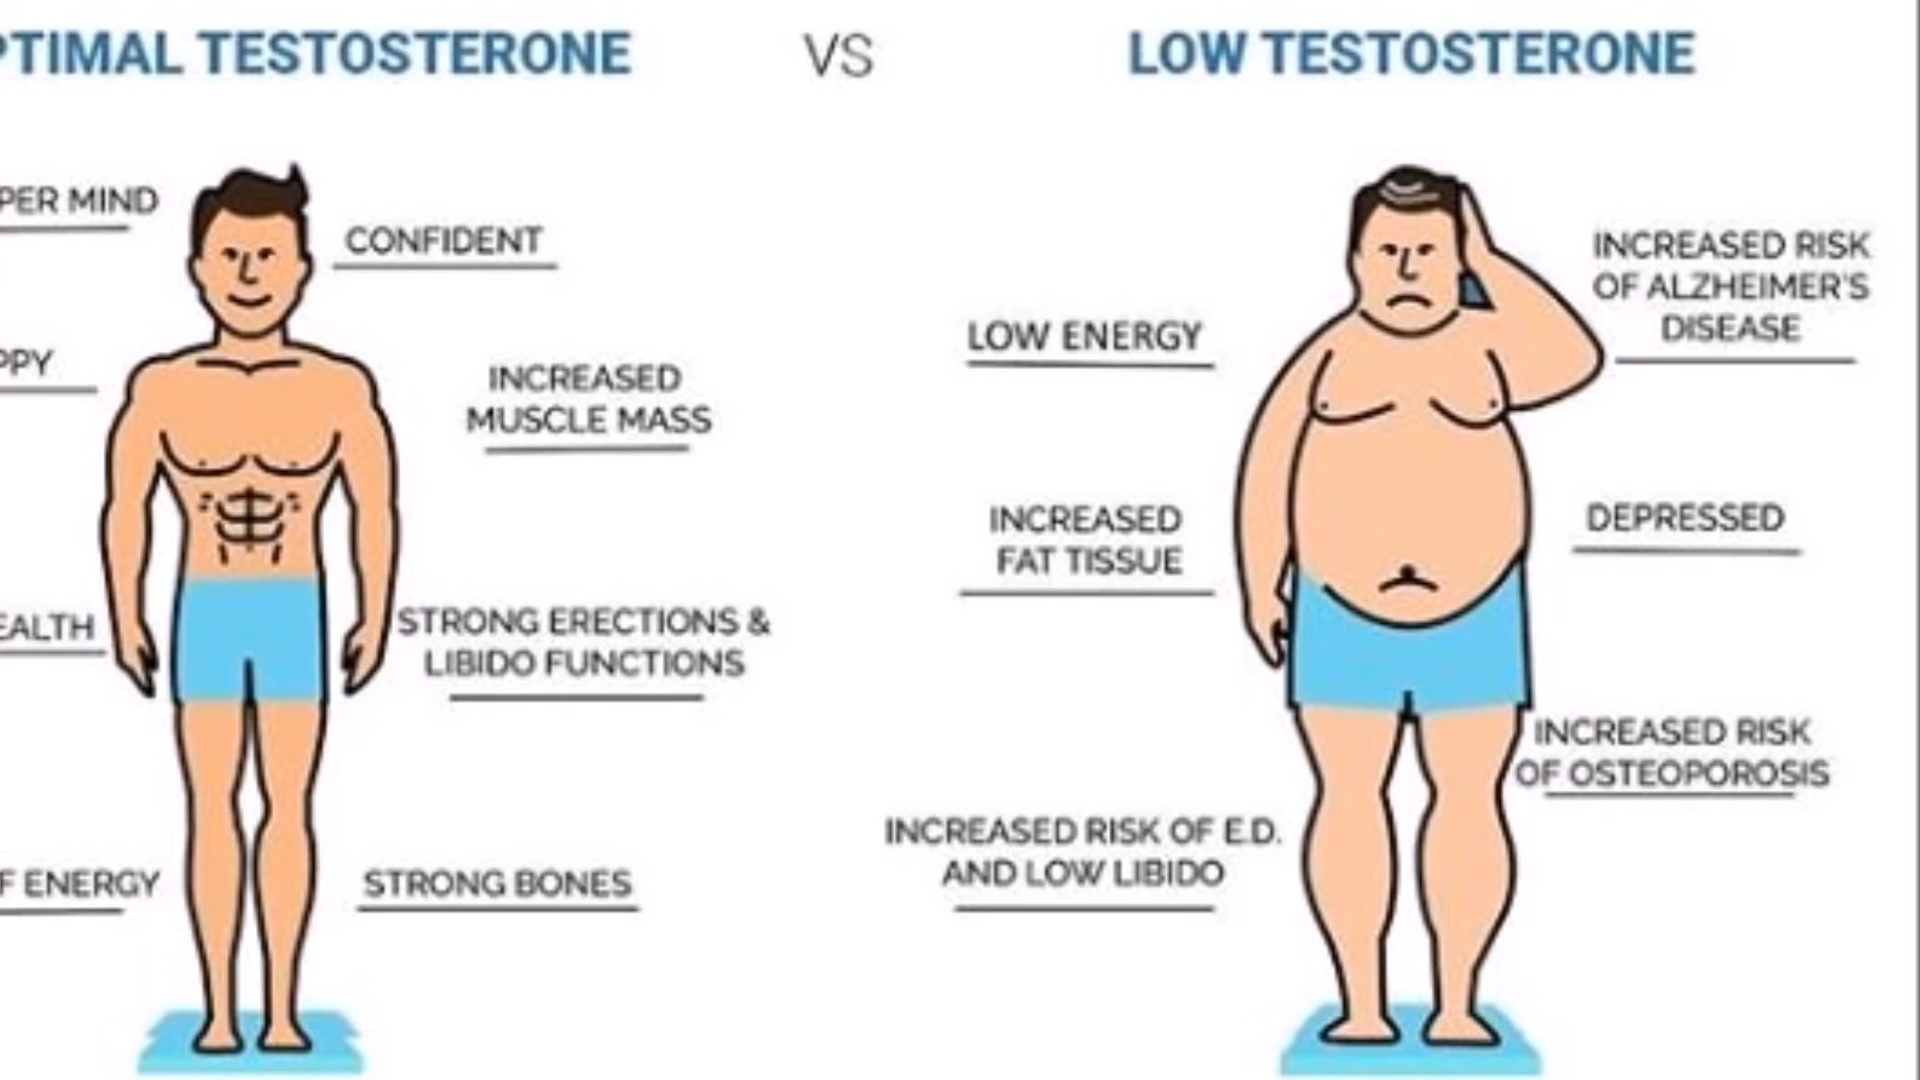 PTIMAL TESTOSTERONE
VS
LOW TESTOSTERONE
PER MIND
CONFIDENT
PPY
INCREASED
MUSCLE MASS
EALTH
STRONG ERECTIONS &
LIBIDO FUNCTIONS
F ENERGY
STRONG BONES
LOW ENERGY
INCREASED RISK
OF ALZHEIMER'S
DISEASE
INCREASED
FAT TISSUE
DEPRESSED
INCREASED RISK
OF OSTEOPOROSIS
INCREASED RISK OF E.D.
AND LOW LIBIDO